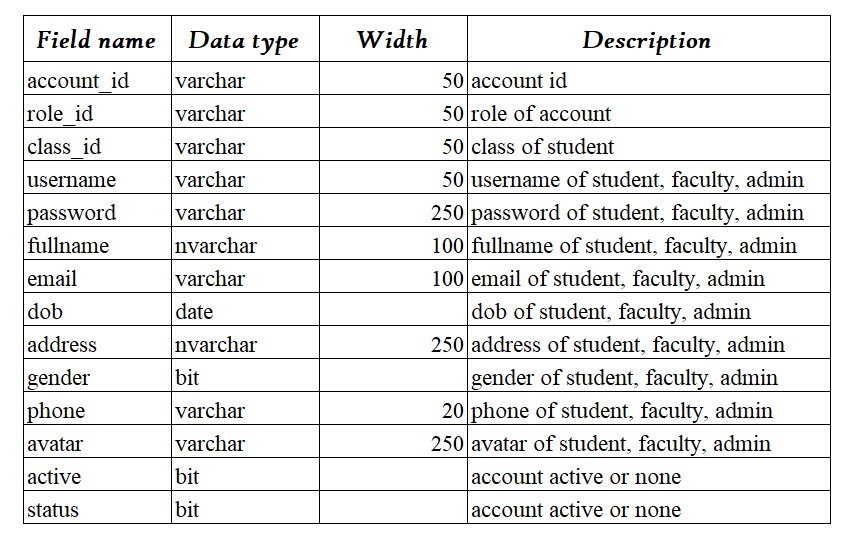 Field name Data type Width Description
account_id varchar 50 account id
role_id varchar 50 role of account
class_id varchar 50 class of student
username varchar 50 username of student, faculty, admin
password varchar 250 password of student, faculty, admin
fullname nvarchar 100 fullname of student, faculty, admin
email varchar 100 email of student, faculty, admin
dob date dob of student, faculty, admin
address nvarchar 250 address of student, faculty, admin
gender bit gender of student, faculty, admin
phone varchar 20 phone of student, faculty, admin
avatar varchar 250 avatar of student, faculty, admin
active bit account active or none
status bit account active or none